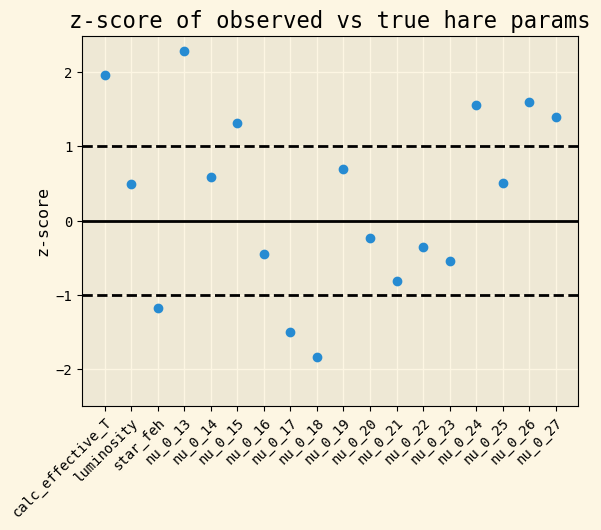 z-score of observed vs true hare params
z-score
2
1
0
−1
−2
calc_effective_T
luminosity
star_feh
nu_0_13
nu_0_14
nu_0_15
nu_0_16
nu_0_17
nu_0_18
nu_0_19
nu_0_20
nu_0_21
nu_0_22
nu_0_23
nu_0_24
nu_0_25
nu_0_26
nu_0_27